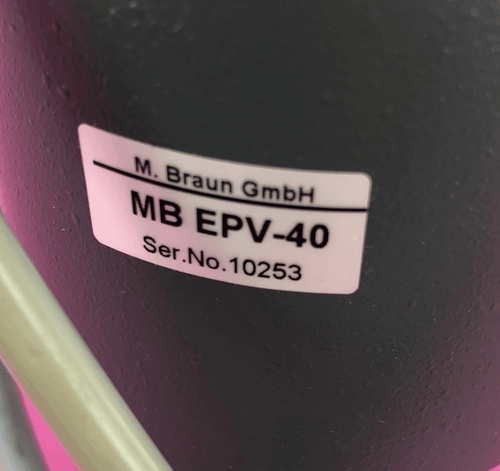 M. Braun GmbH
MB EPV-40
Ser.No.10253